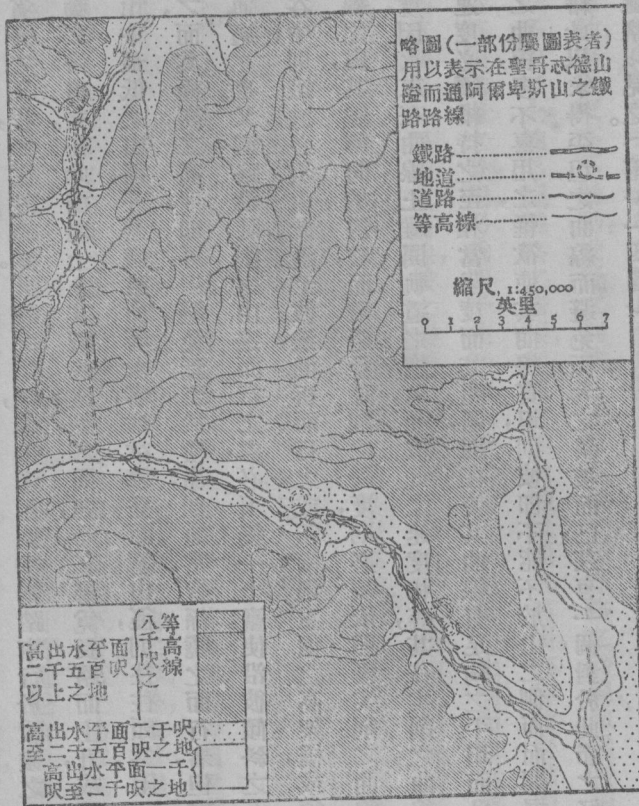 略圖(一部份屬圖表者)
用以表示在聖哥忒德山
隘而通阿爾卑斯山之鐵
路路線
鐵路
地道
道路
等高線
縮尺, 1:450,000
英里
0 1 2 3 4 5 6 7
八千呎之
等高線
高出水平面
二千五百呎
以上之地
高出水平面二千呎
至二千五百呎之地
高出水平面一千
呎至二千呎之地